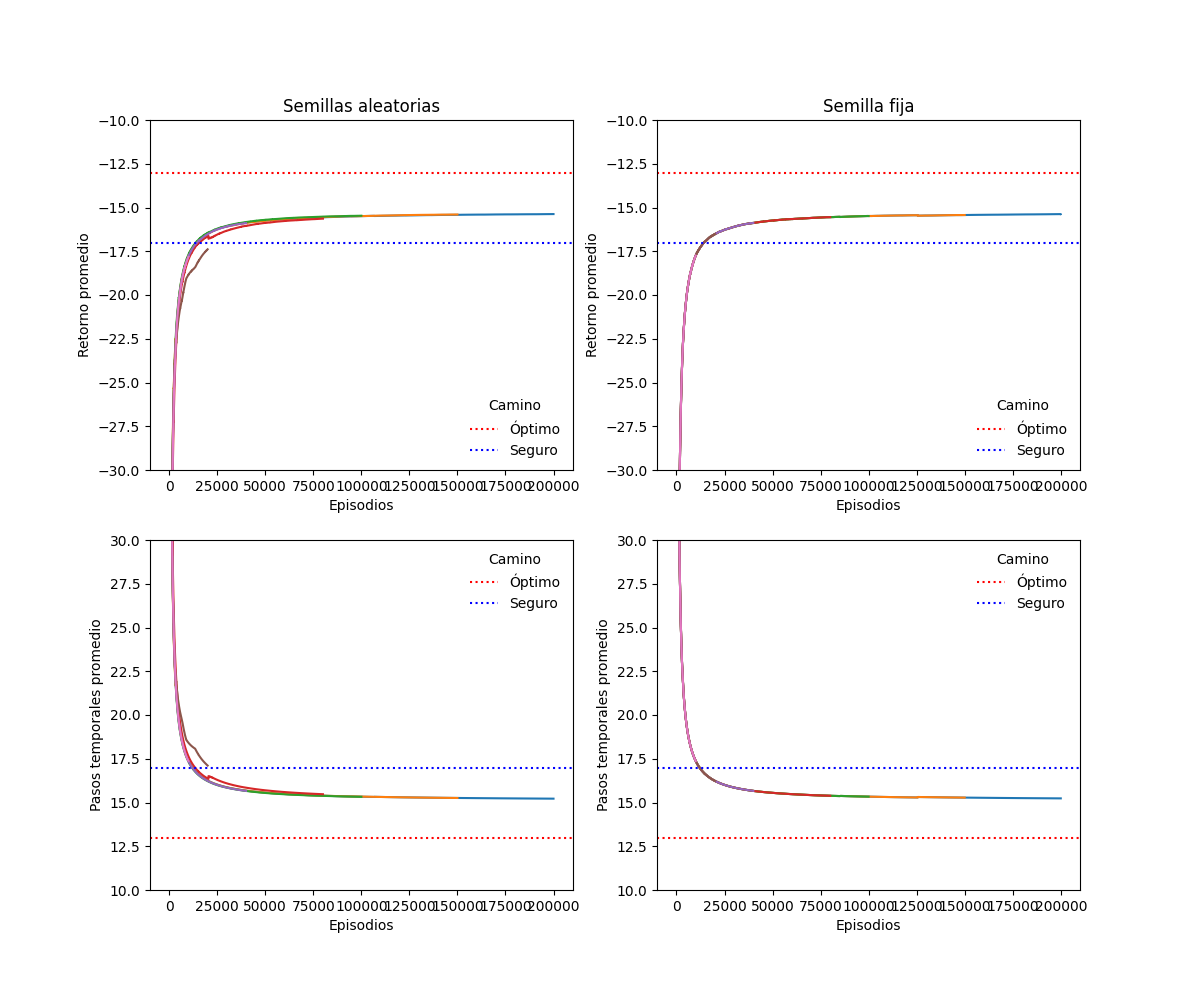 Semillas aleatorias
Retorno promedio
−10.0
−12.5
−15.0
−17.5
−20.0
−22.5
−25.0
−27.5
−30.0
Camino
Óptimo
Seguro
0 25000 50000 75000 100000 125000 150000 175000 200000
Episodios
Semilla fija
Retorno promedio
−10.0
−12.5
−15.0
−17.5
−20.0
−22.5
−25.0
−27.5
−30.0
Camino
Óptimo
Seguro
0 25000 50000 75000 100000 125000 150000 175000 200000
Episodios
Pasos temporales promedio
30.0
27.5
25.0
22.5
20.0
17.5
15.0
12.5
10.0
Camino
Óptimo
Seguro
0 25000 50000 75000 100000 125000 150000 175000 200000
Episodios
Pasos temporales promedio
30.0
27.5
25.0
22.5
20.0
17.5
15.0
12.5
10.0
Camino
Óptimo
Seguro
0 25000 50000 75000 100000 125000 150000 175000 200000
Episodios